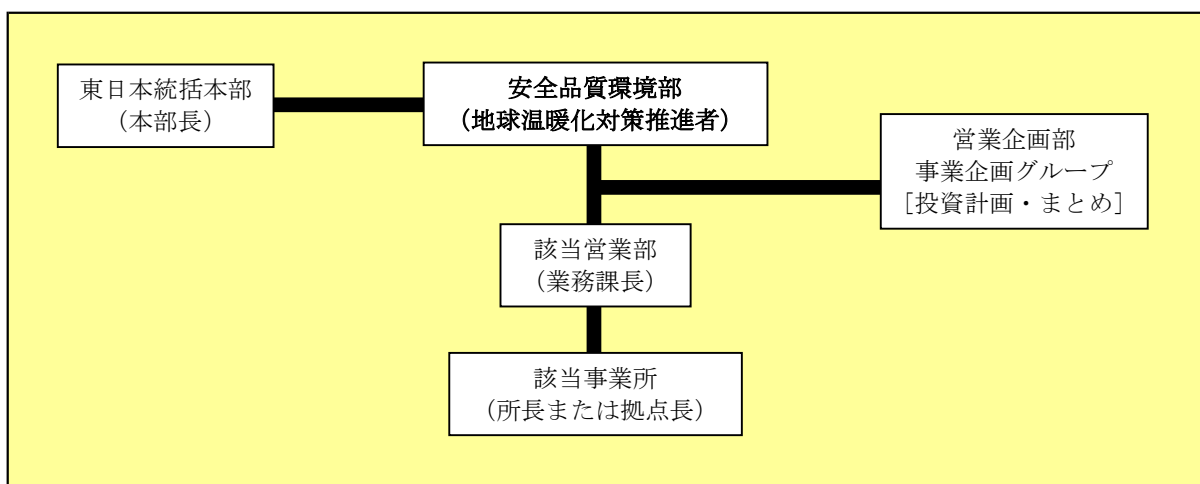 東日本統括本部
（本部長）
安全品質環境部
（地球温暖化対策推進者）
営業企画部
事業企画グループ
［投資計画・まとめ］
該当営業部
（業務課長）
該当事業所
（所長または拠点長）